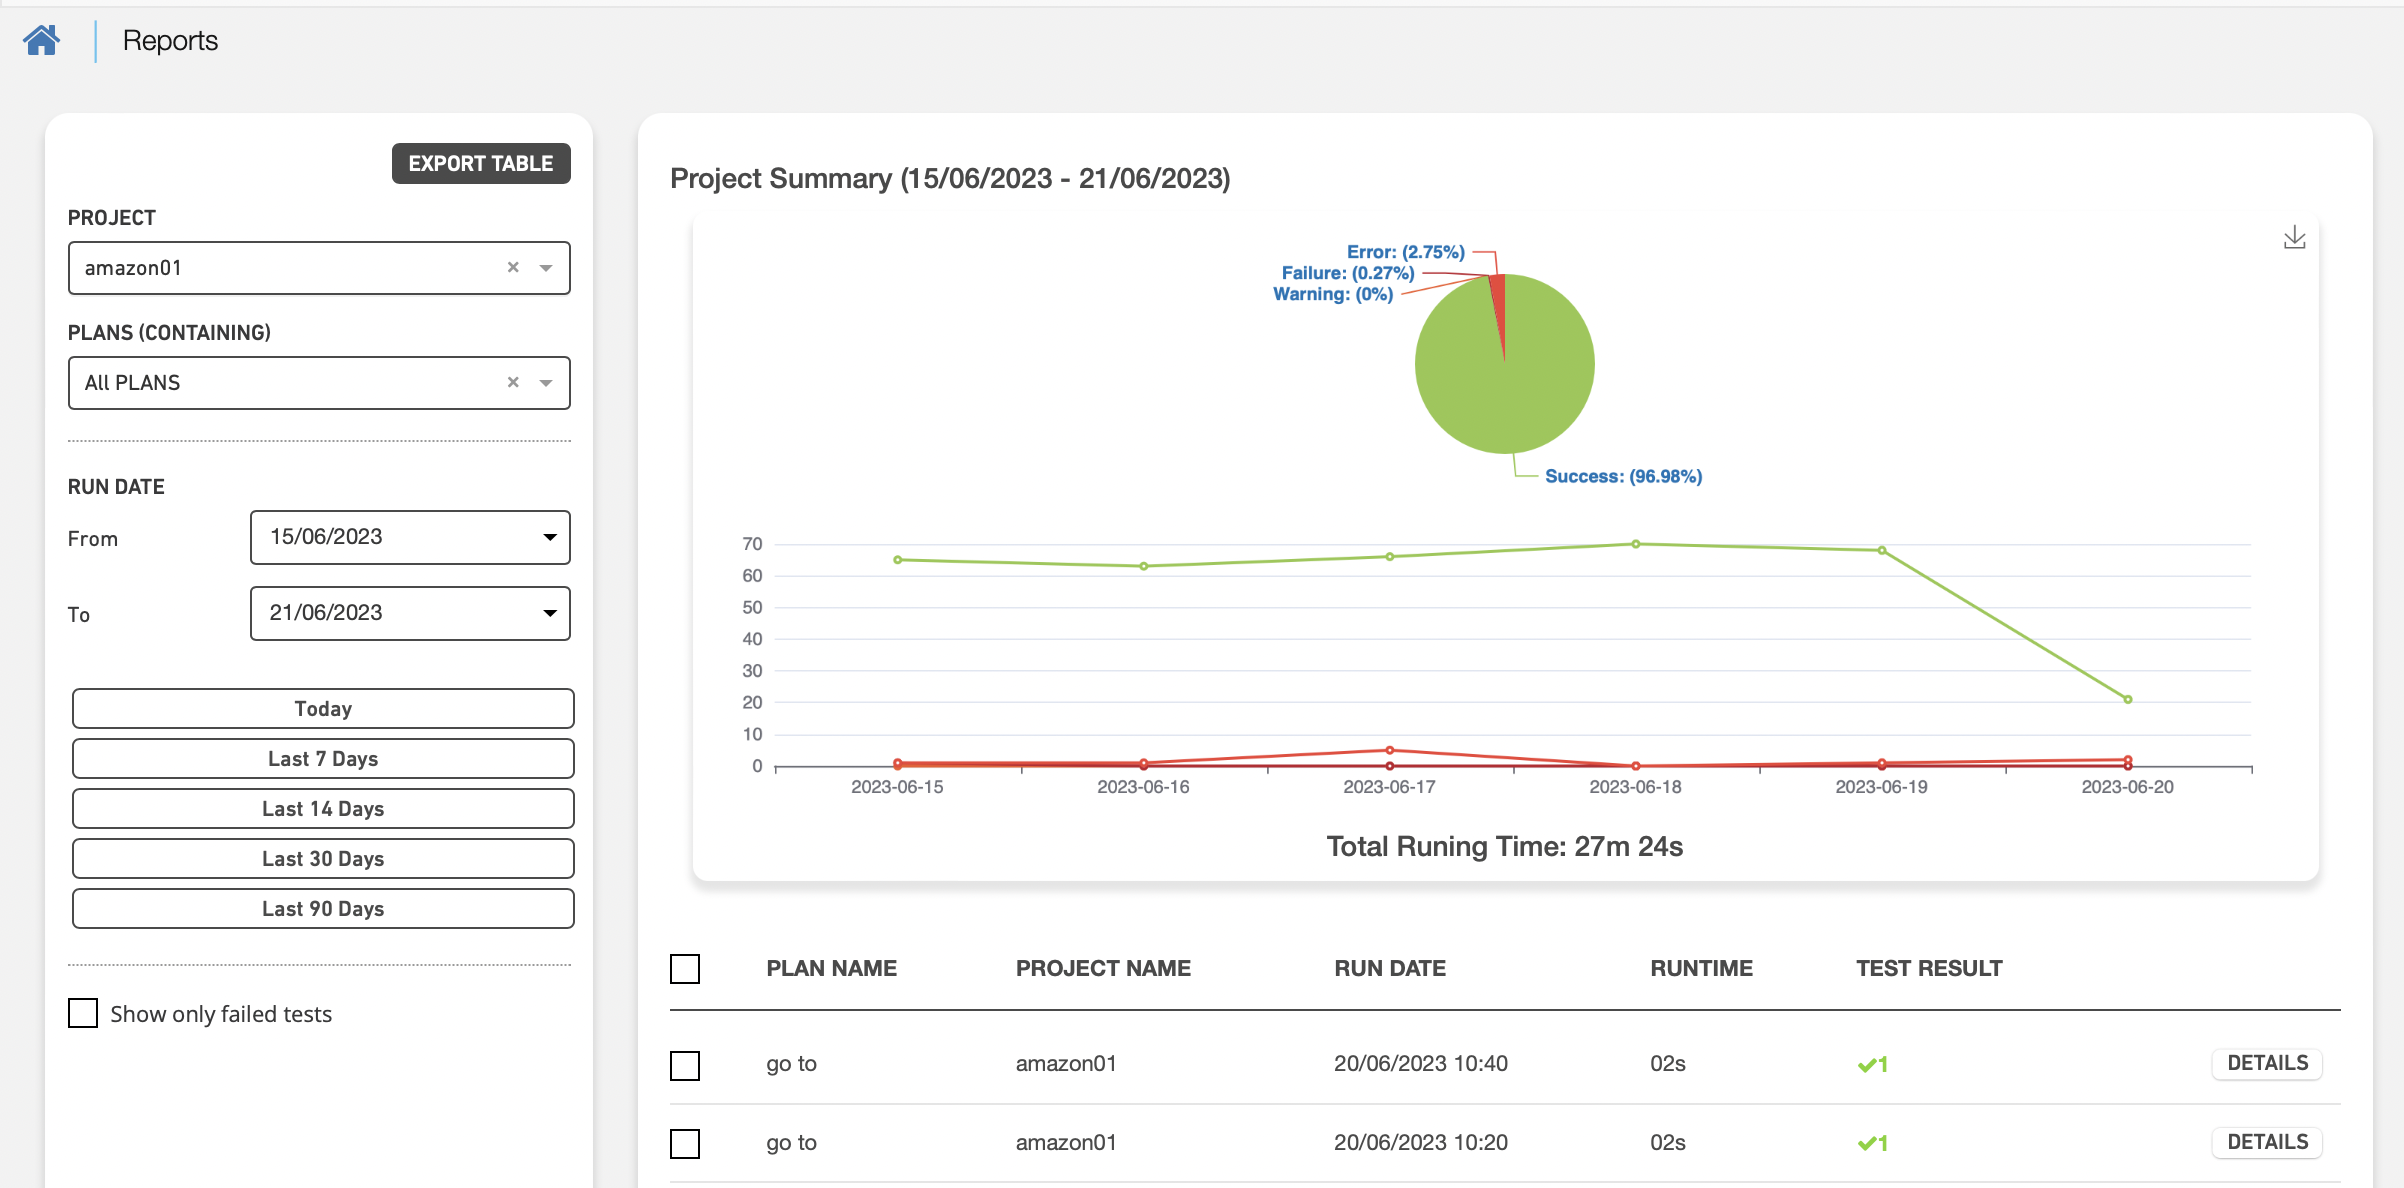 Reports
EXPORT TABLE
PROJECT
amazon01
PLANS (CONTAINING)
All PLANS
RUN DATE
From
15/06/2023
To
21/06/2023
Today
Last 7 Days
Last 14 Days
Last 30 Days
Last 90 Days
Show only failed tests
Project Summary (15/06/2023 - 21/06/2023)
Error: (2.75%)
Failure: (0.27%)
Warning: (0%)
Success: (96.98%)
70
60
50
40
30
20
10
0
2023-06-15 2023-06-16 2023-06-17 2023-06-18 2023-06-19 2023-06-20
Total Runing Time: 27m 24s
PLAN NAME PROJECT NAME RUN DATE RUNTIME TEST RESULT
go to amazon01 20/06/2023 10:40 02s 1 DETAILS
go to amazon01 20/06/2023 10:20 02s 1 DETAILS